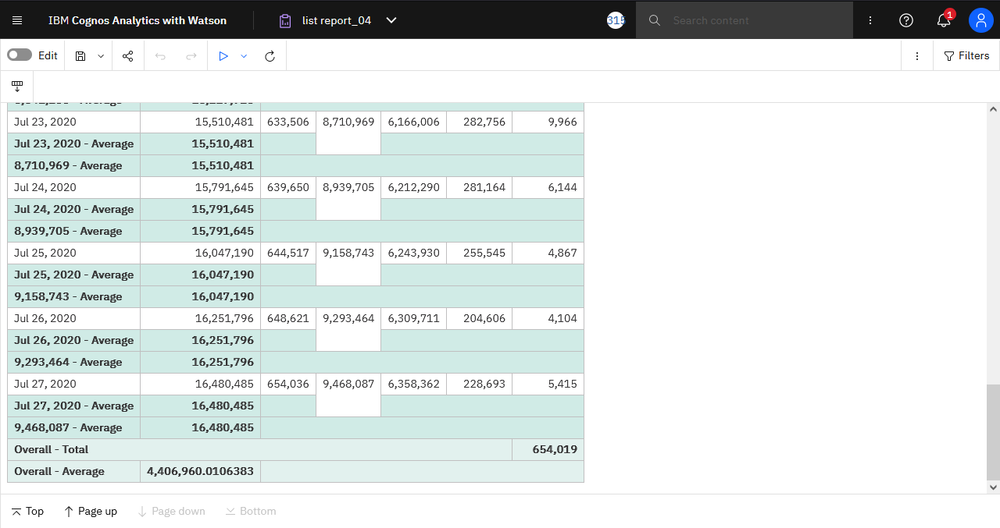 IBM Cognos Analytics with Watson
list report_04
315
Search content
1
Edit
Filters
Jul 23, 2020 15,510,481 633,506 8,710,969 6,166,006 282,756 9,966
Jul 23, 2020 - Average 15,510,481
8,710,969 - Average 15,510,481
Jul 24, 2020 15,791,645 639,650 8,939,705 6,212,290 281,164 6,144
Jul 24, 2020 - Average 15,791,645
8,939,705 - Average 15,791,645
Jul 25, 2020 16,047,190 644,517 9,158,743 6,243,930 255,545 4,867
Jul 25, 2020 - Average 16,047,190
9,158,743 - Average 16,047,190
Jul 26, 2020 16,251,796 648,621 9,293,464 6,309,711 204,606 4,104
Jul 26, 2020 - Average 16,251,796
9,293,464 - Average 16,251,796
Jul 27, 2020 16,480,485 654,036 9,468,087 6,358,362 228,693 5,415
Jul 27, 2020 - Average 16,480,485
9,468,087 - Average 16,480,485
Overall - Total 654,019
Overall - Average 4,406,960.0106383
Top Page up Page down Bottom